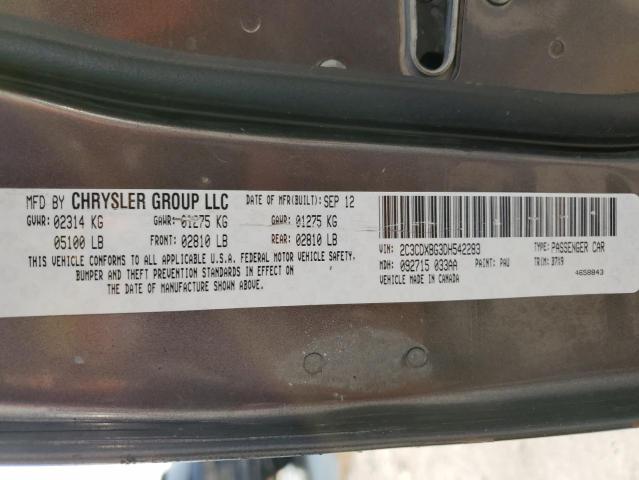 MFD BY CHRYSLER GROUP LLC DATE OF MFR(BUILT): SEP 12
GVWR: 02314 KG GAWR: 01275 KG GAWR: 01275 KG
05100 LB FRONT: 02810 LB REAR: 02810 LB
THIS VEHICLE CONFORMS TO ALL APPLICABLE U.S.A. FEDERAL MOTOR VEHICLE SAFETY,
BUMPER AND THEFT PREVENTION STANDARDS IN EFFECT ON
THE DATE OF MANUFACTURE SHOWN ABOVE.
VIN: 2C3CDXBG3DH542283 TYPE: PASSENGER CAR
MDH: 092715 033AA PAINT: PAU TRIM:
VEHICLE MADE IN CANADA 4658843